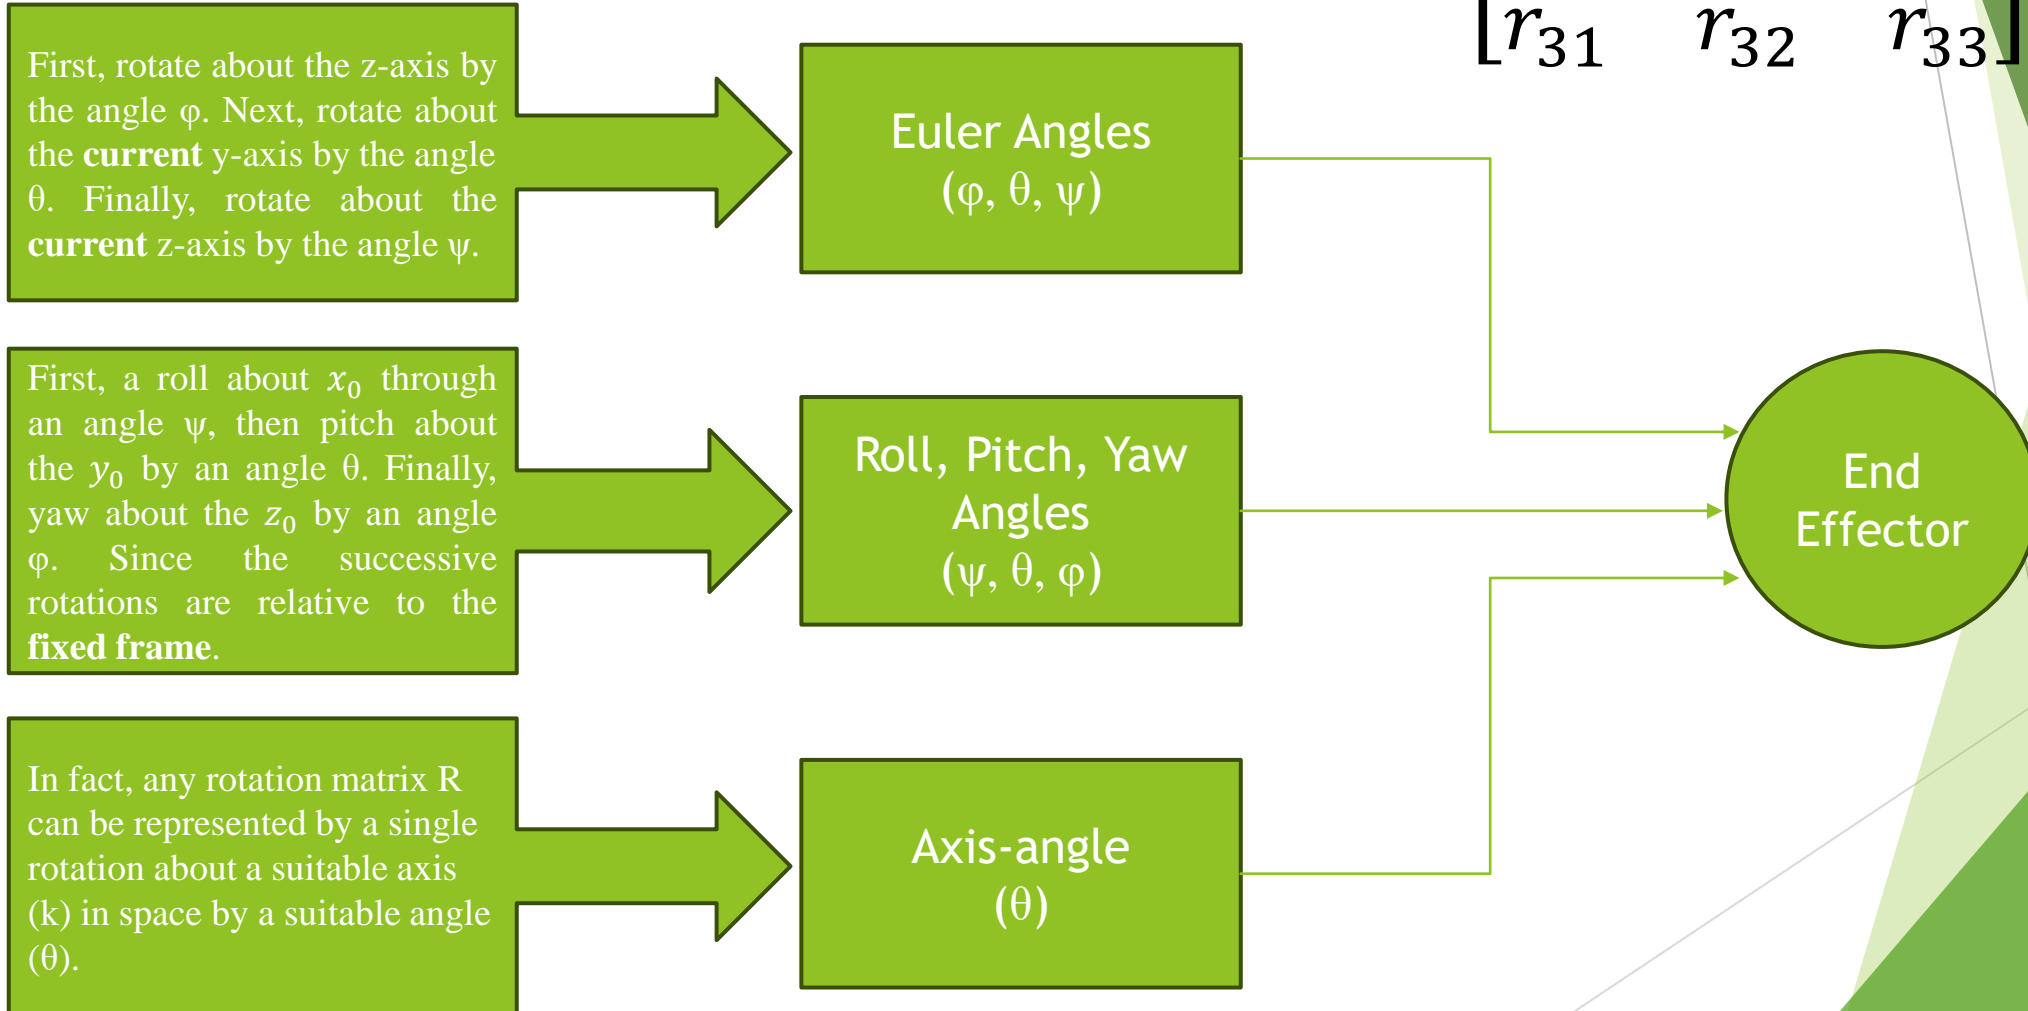 [r₃₁ r₃₂ r₃₃]
First, rotate about the z-axis by
the angle φ. Next, rotate about
the current y-axis by the angle
θ. Finally, rotate about the
current z-axis by the angle ψ.
Euler Angles
(φ, θ, ψ)
First, a roll about x₀ through
an angle ψ, then pitch about
the y₀ by an angle θ. Finally,
yaw about the z₀ by an angle
φ. Since the successive
rotations are relative to the
fixed frame.
Roll, Pitch, Yaw
Angles
(ψ, θ, φ)
End
Effector
In fact, any rotation matrix R
can be represented by a single
rotation about a suitable axis
(k) in space by a suitable angle
(θ).
Axis-angle
(θ)